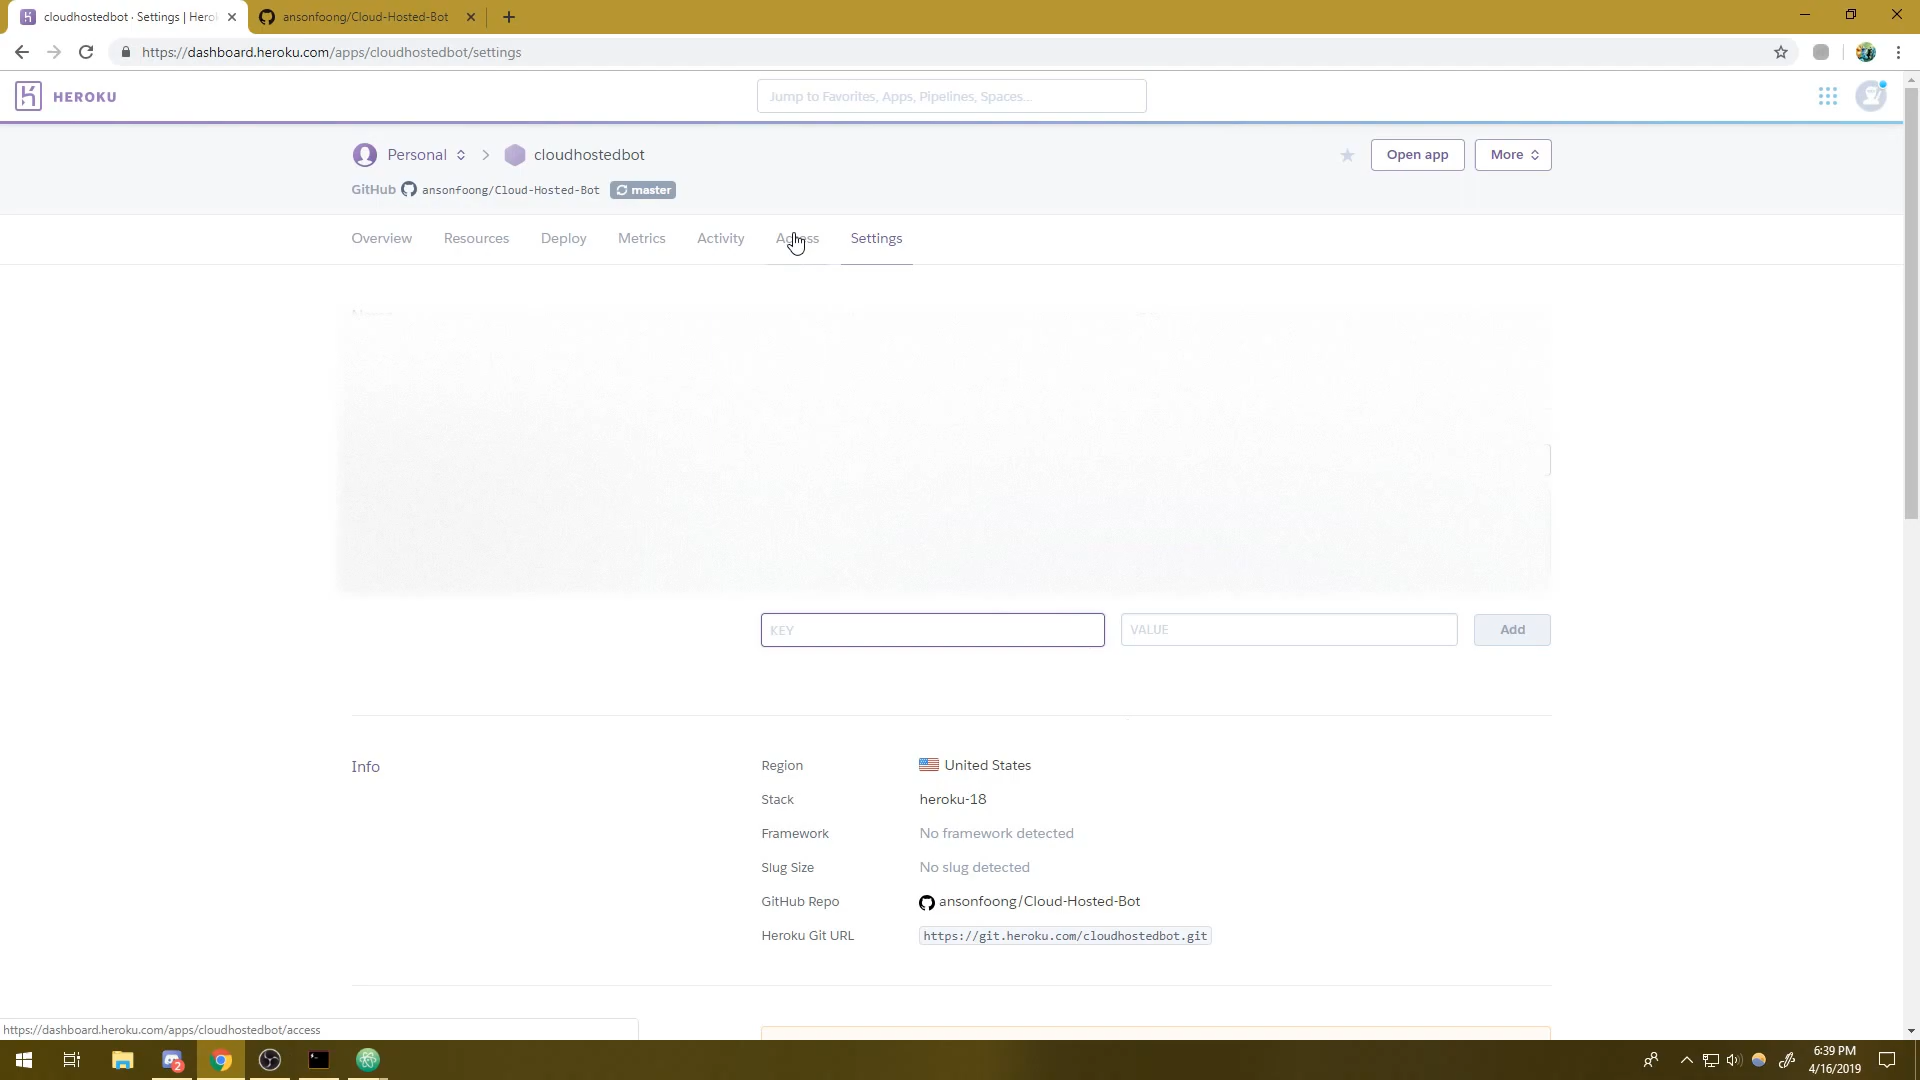 cloudhostedbot · Settings | Hero
ansonfoong/Cloud-Hosted-Bot
https://dashboard.heroku.com/apps/cloudhostedbot/settings
HEROKU
Jump to Favorites, Apps, Pipelines, Spaces...
Personal
cloudhostedbot
Open app
More
GitHub
ansonfoong/Cloud-Hosted-Bot
master
Overview
Resources
Deploy
Metrics
Activity
Access
Settings
KEY
VALUE
Add
Info
Region
United States
Stack
heroku-18
Framework
No framework detected
Slug Size
No slug detected
GitHub Repo
ansonfoong/Cloud-Hosted-Bot
Heroku Git URL
https://git.heroku.com/cloudhostedbot.git
https://dashboard.heroku.com/apps/cloudhostedbot/access
2
6:39 PM
4/16/2019